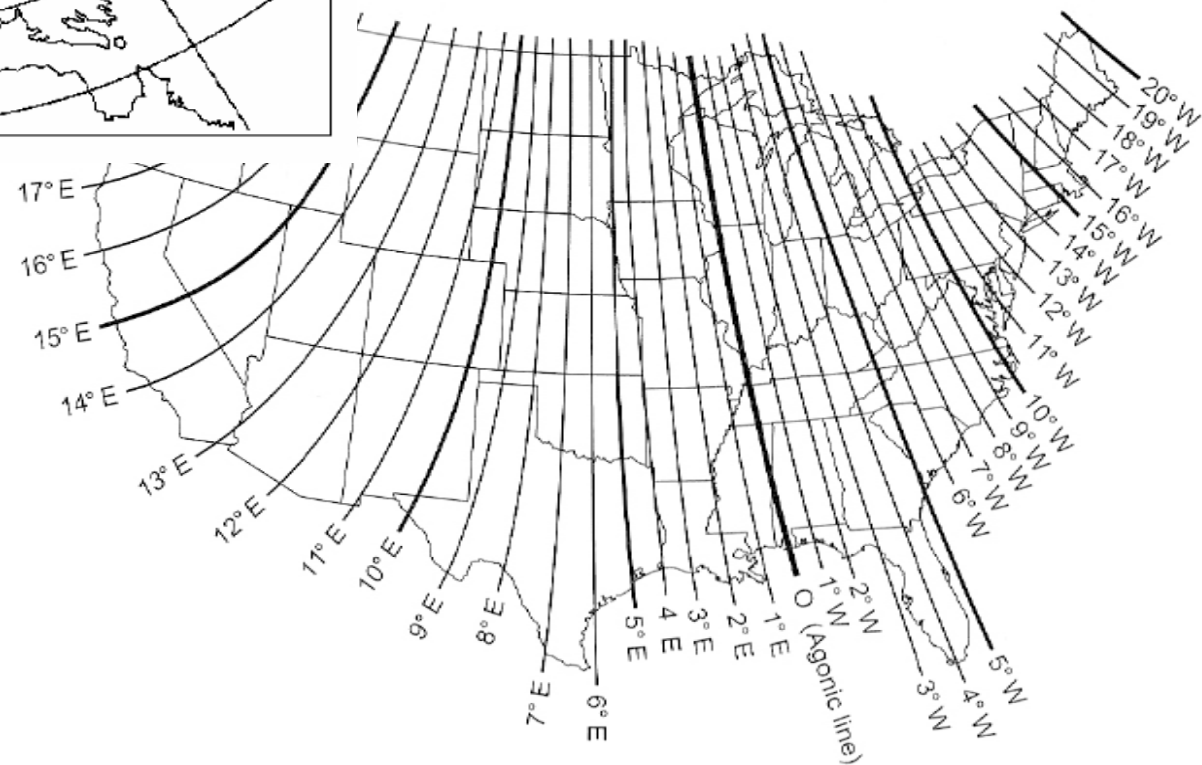 17° E
16° E
15° E
14° E
13° E
12° E
11° E
10° E
9° E
8° E
7° E
6° E
5° E
4 E
3° E
2° E
1° E
O (Agonic line)
1° W
2° W
3° W
4° W
5° W
6° W
7° W
8° W
9° W
10° W
11° W
12° W
13° W
14° W
15° W
16° W
17° W
18° W
19° W
20° W